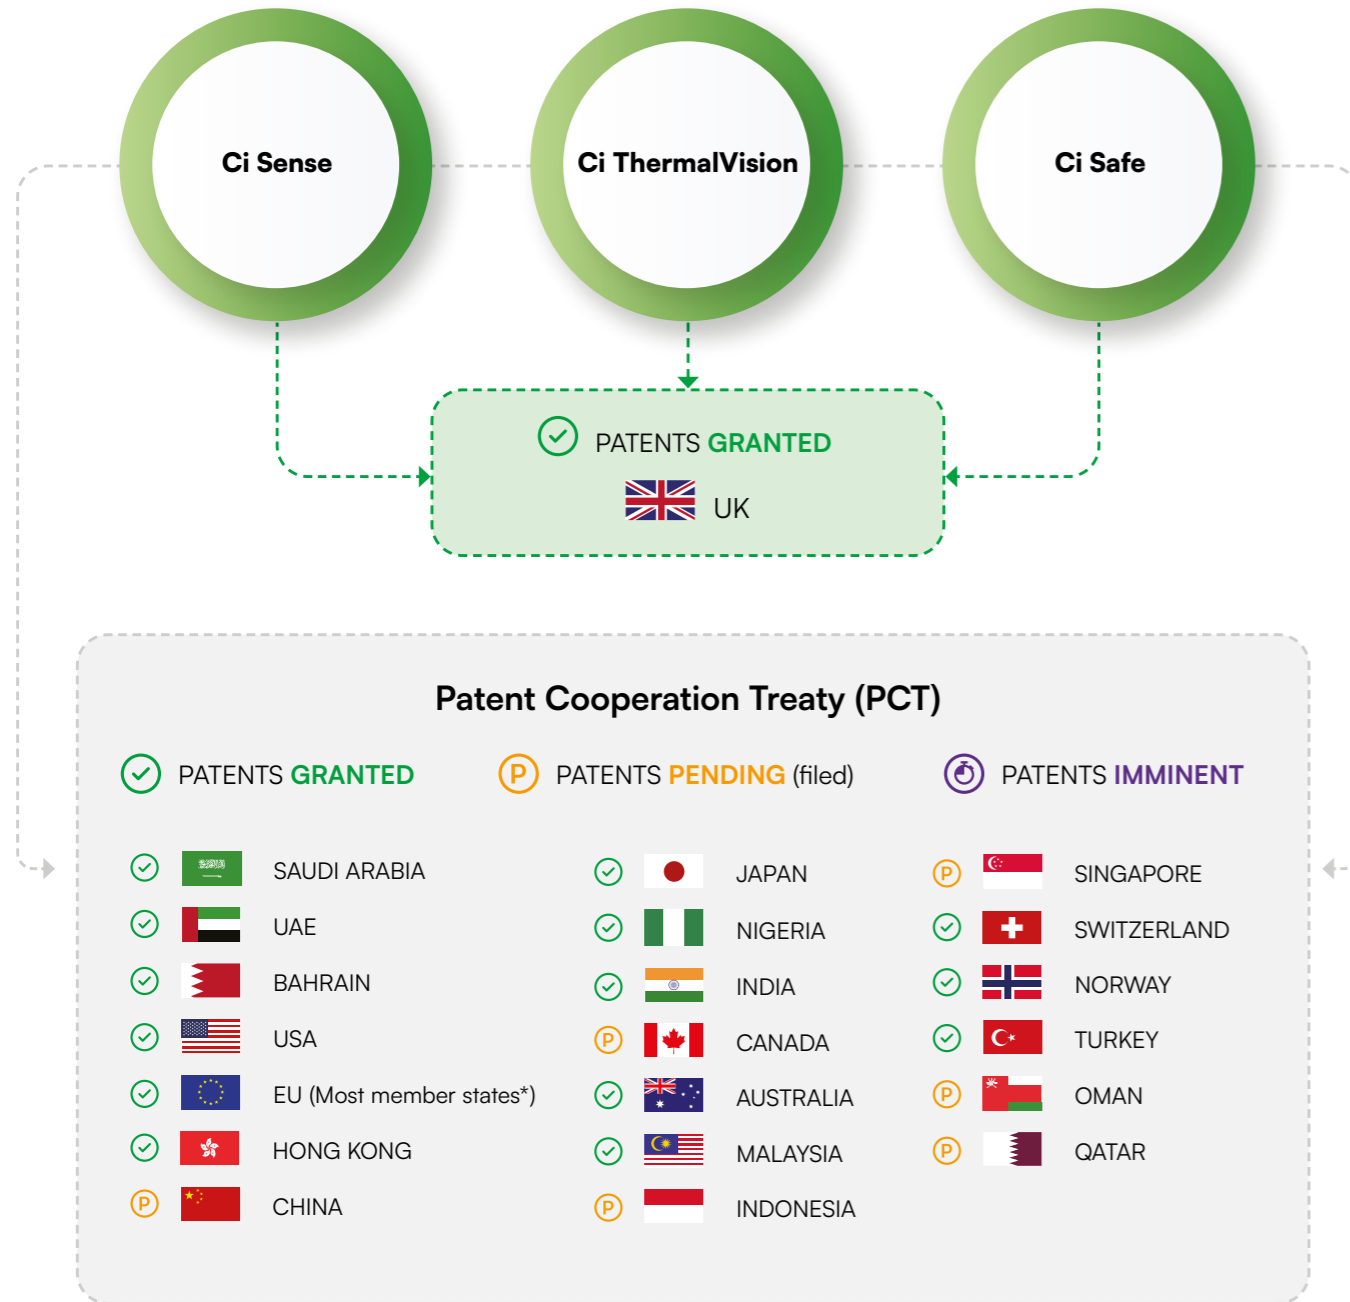 Ci Sense
Ci ThermalVision
Ci Safe
PATENTS GRANTED
UK
Patent Cooperation Treaty (PCT)
PATENTS GRANTED
P PATENTS PENDING (filed)
PATENTS IMMINENT
SAUDI ARABIA
UAE
BAHRAIN
USA
EU (Most member states*)
HONG KONG
P CHINA
JAPAN
NIGERIA
INDIA
P CANADA
AUSTRALIA
MALAYSIA
P INDONESIA
P SINGAPORE
SWITZERLAND
NORWAY
TURKEY
P OMAN
P QATAR